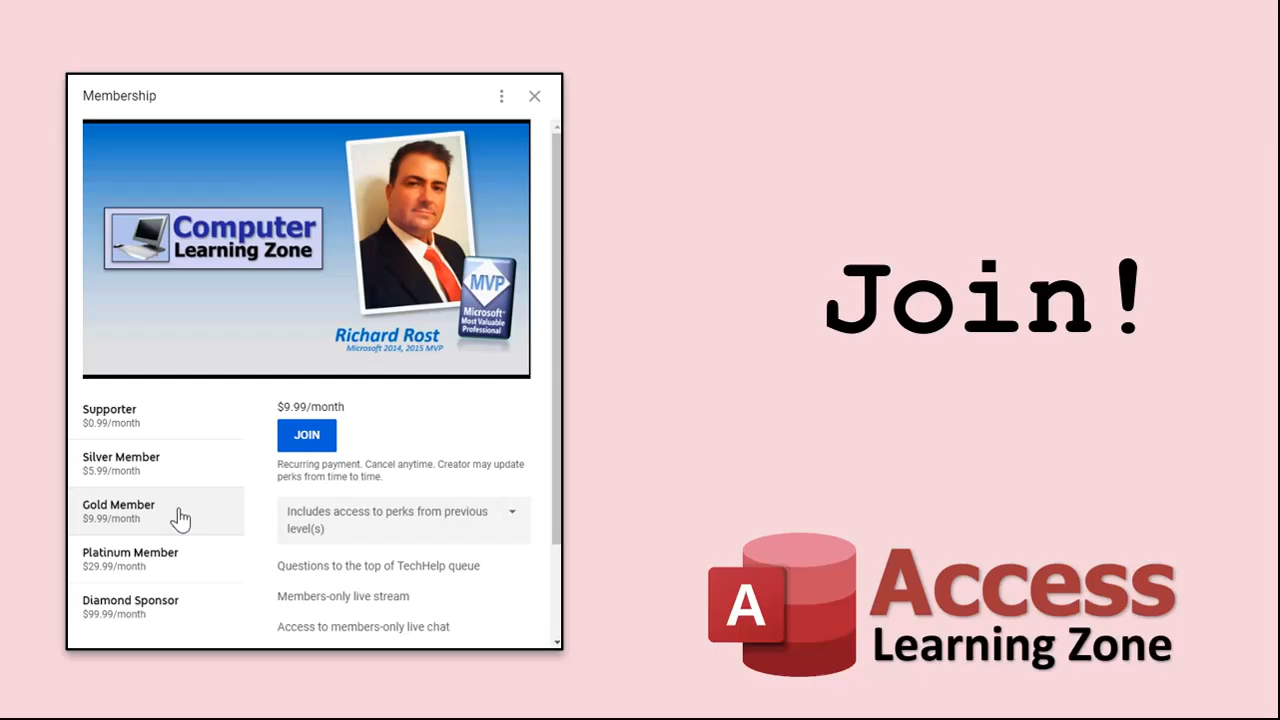 Membership
Computer
Learning Zone
MVP
Microsoft®
Most Valuable
Professional
Richard Rost
Microsoft 2014, 2015 MVP
Supporter
$0.99/month
Silver Member
$5.99/month
Gold Member
$9.99/month
Platinum Member
$29.99/month
Diamond Sponsor
$99.99/month
$9.99/month
JOIN
Recurring payment. Cancel anytime. Creator may update
perks from time to time.
Includes access to perks from previous
level(s)
Questions to the top of TechHelp queue
Members-only live stream
Access to members-only live chat
Join!
A
Access
Learning Zone